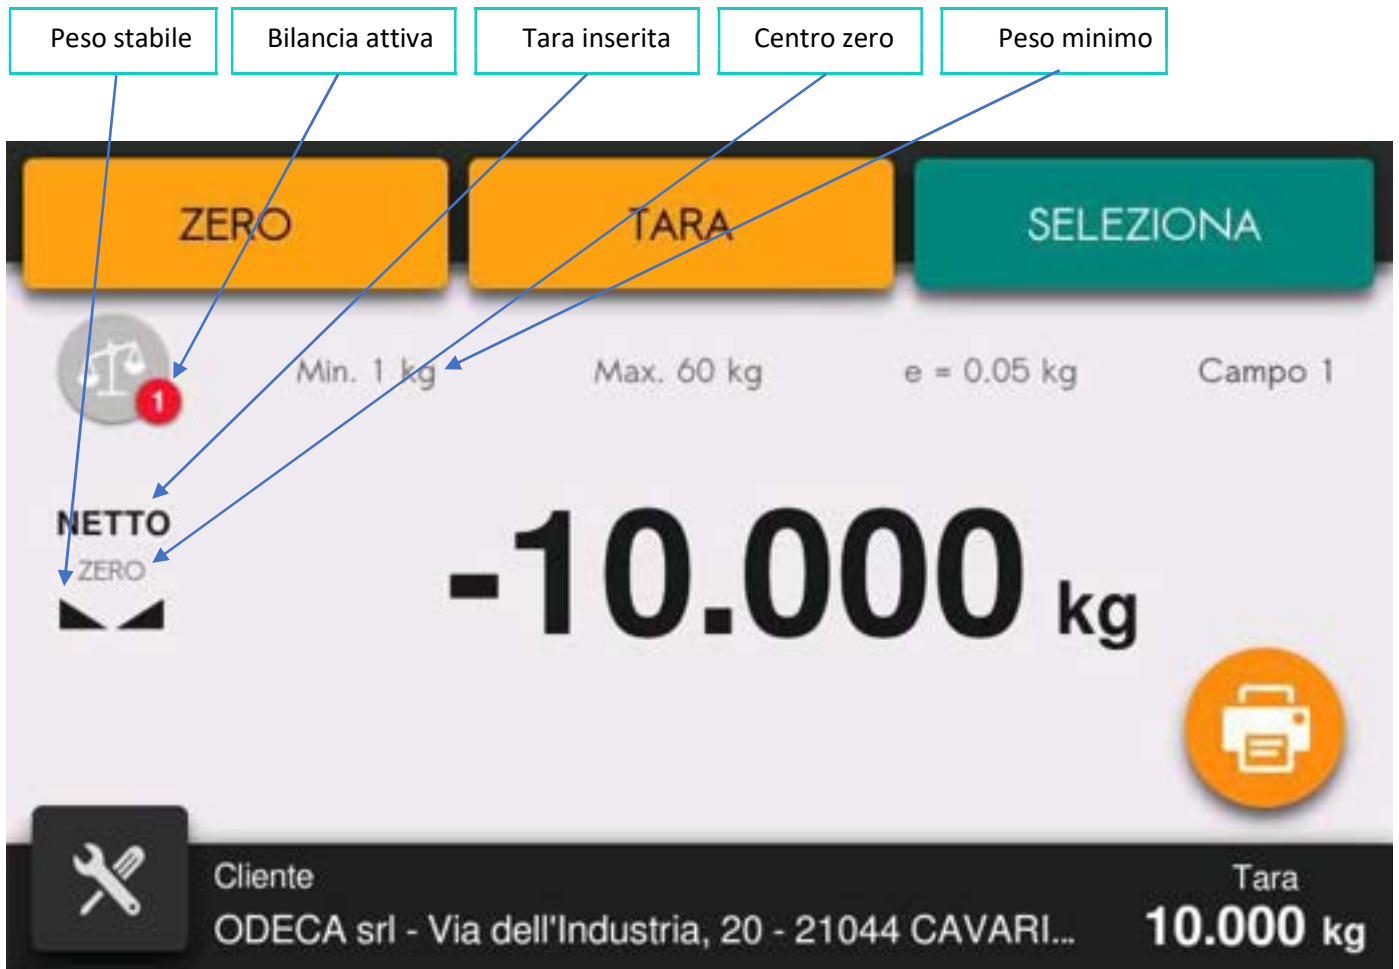 Peso stabile
Bilancia attiva
Tara inserita
Centro zero
Peso minimo
ZERO
TARA
SELEZIONA
1
Min. 1 kg
Max. 60 kg
e = 0.05 kg
Campo 1
NETTO
ZERO
-10.000 kg
Cliente
ODECA srl - Via dell'Industria, 20 - 21044 CAVARI...
Tara
10.000 kg